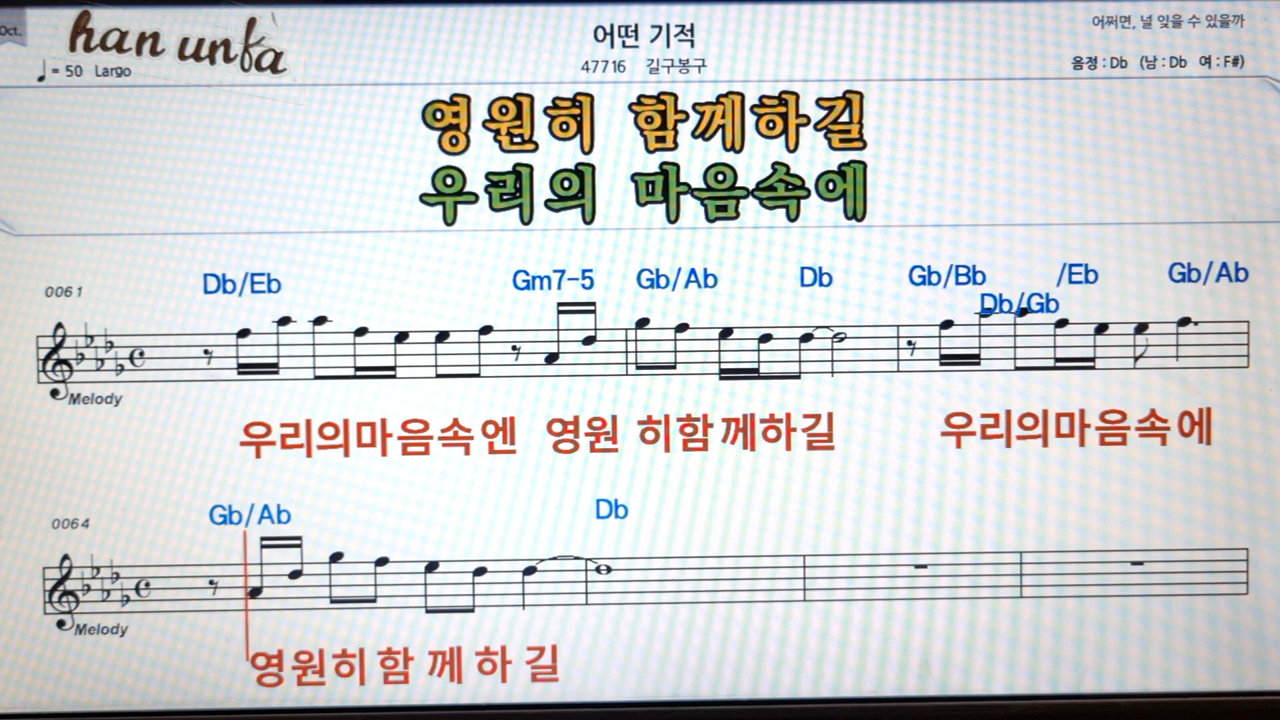 Oct.
han unfa
어떤 기적
어쩌면, 널 잊을 수 있을까
♩ = 50 Largo
47716 길구봉구
음정 : Db (남 : Db 여 : F#)
영원히 함께하길
우리의 마음속에
0061 Db/Eb Gm7-5 Gb/Ab Db Gb/Bb Db/Gb /Eb Gb/Ab
Melody
우리의마음속엔 영원 히함께하길 우리의마음속에
0064 Gb/Ab Db
Melody
영원히함께하길